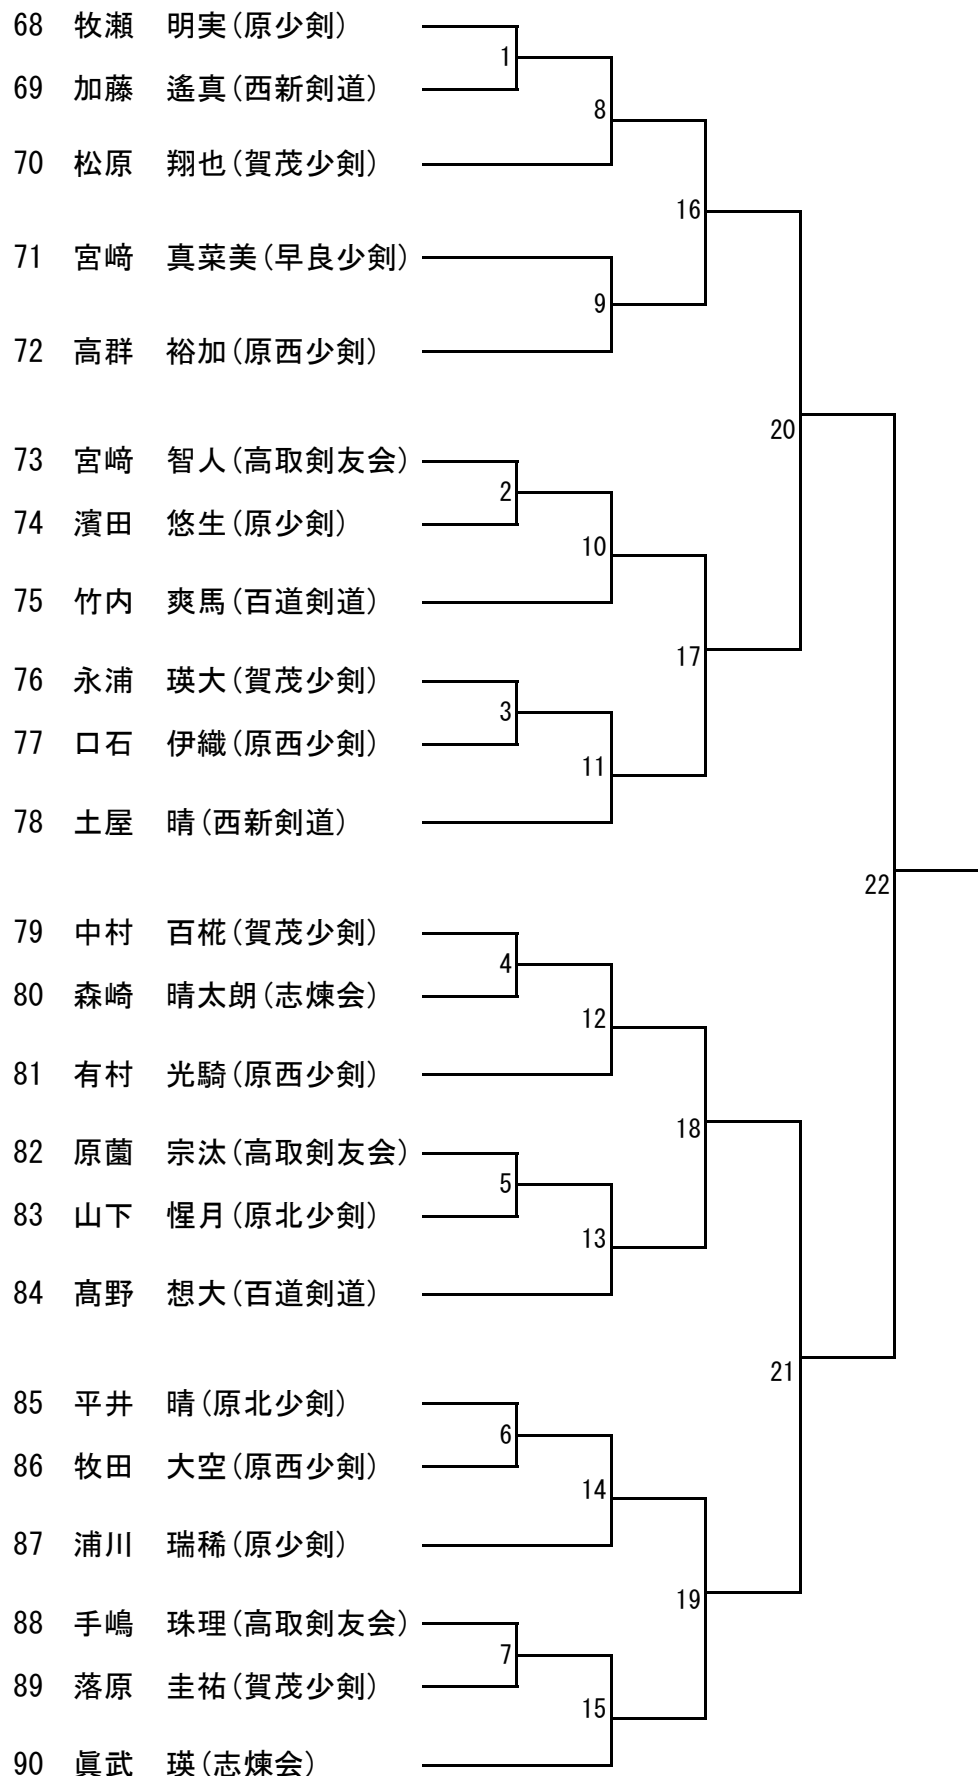 68 牧瀬 明実(原少剣)
1
69 加藤 遙真(西新剣道)
8
70 松原 翔也(賀茂少剣)
16
71 宮﨑 真菜美(早良少剣)
9
72 高群 裕加(原西少剣)
20
73 宮﨑 智人(高取剣友会)
2
74 濱田 悠生(原少剣)
10
75 竹内 爽馬(百道剣道)
17
76 永浦 瑛大(賀茂少剣)
3
77 口石 伊織(原西少剣)
11
78 土屋 晴(西新剣道)
22
79 中村 百椛(賀茂少剣)
4
80 森崎 晴太朗(志煉会)
12
81 有村 光騎(原西少剣)
18
82 原薗 宗汰(高取剣友会)
5
83 山下 惺月(原北少剣)
13
84 髙野 想大(百道剣道)
21
85 平井 晴(原北少剣)
6
86 牧田 大空(原西少剣)
14
87 浦川 瑞稀(原少剣)
19
88 手嶋 珠理(高取剣友会)
7
89 落原 圭祐(賀茂少剣)
15
90 眞武 瑛(志煉会)